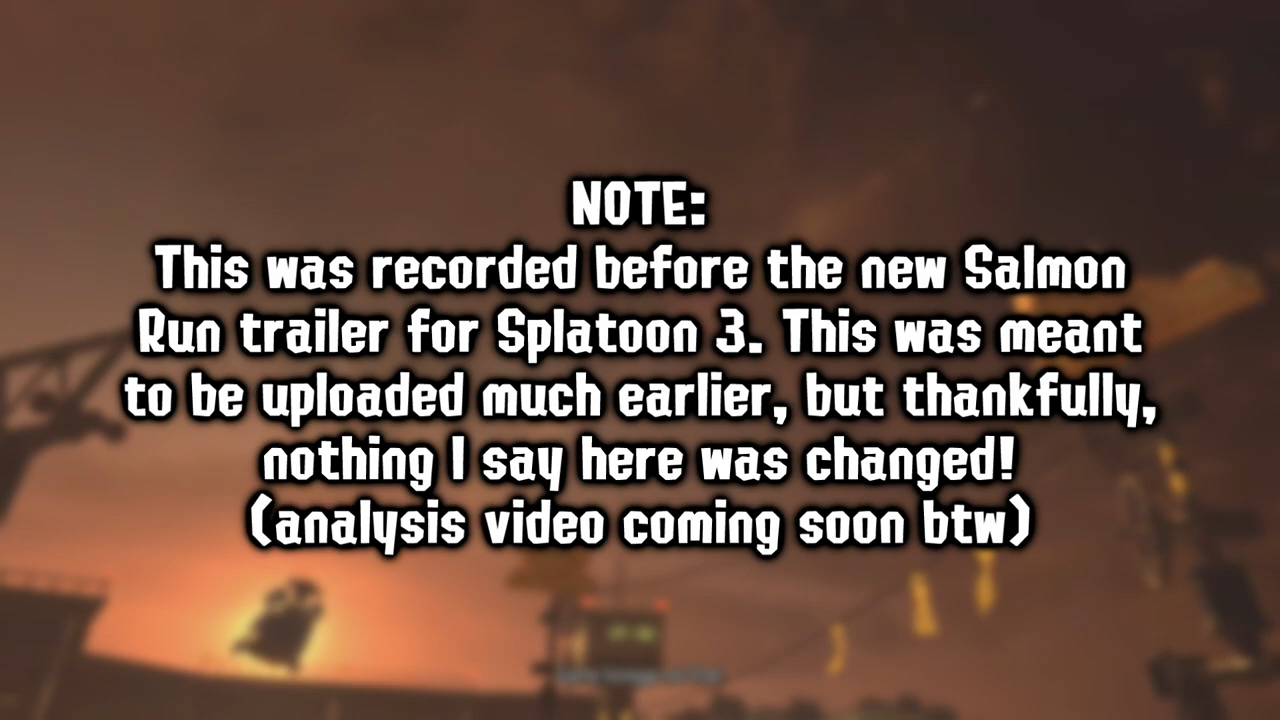 NOTE:
This was recorded before the new Salmon
Run trailer for Splatoon 3. This was meant
to be uploaded much earlier, but thankfully,
nothing I say here was changed!
(analysis video coming soon btw)